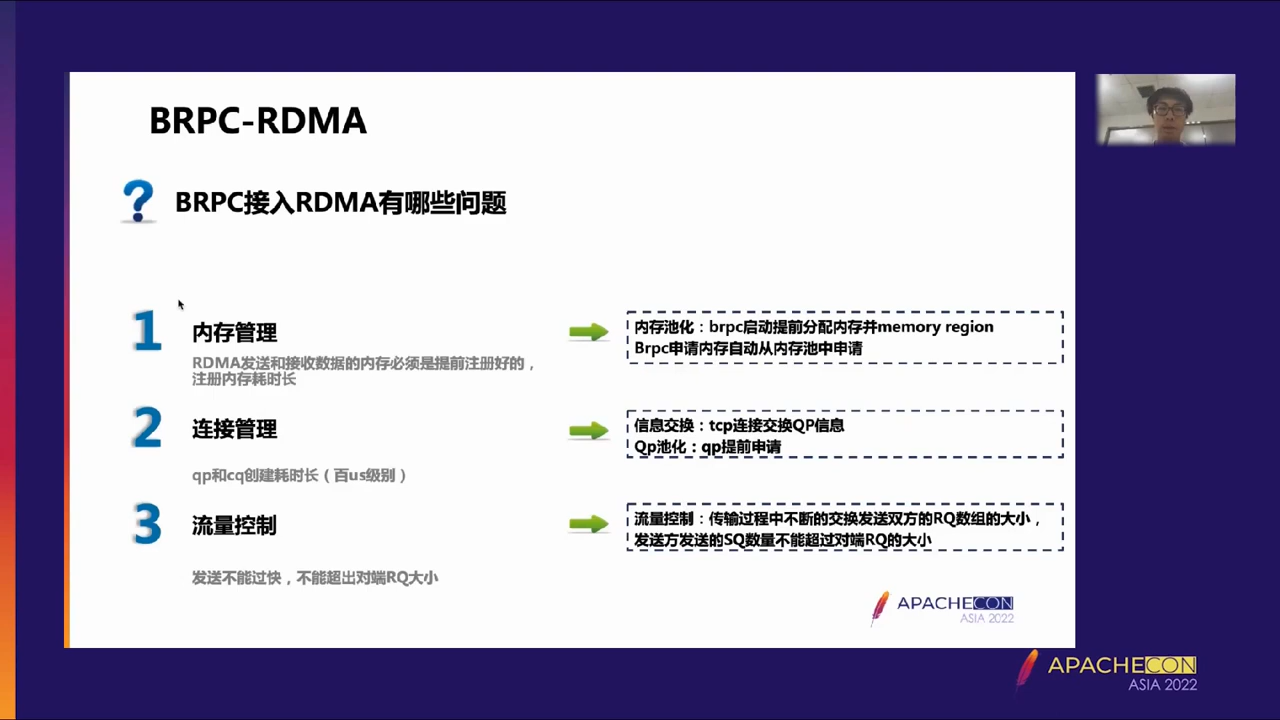 BRPC-RDMA
BRPC接入RDMA有哪些问题
1
内存管理
RDMA发送和接收数据的内存必须是提前注册好的，
注册内存耗时长
内存池化：brpc启动提前分配内存并memory region
Brpc申请内存自动从内存池中申请
2
连接管理
qp和cq创建耗时长（百us级别）
信息交换：tcp连接交换QP信息
Qp池化：qp提前申请
3
流量控制
发送不能过快，不能超出对端RQ大小
流量控制：传输过程中不断的交换发送双方的RQ数组的大小，
发送方发送的SQ数量不能超过对端RQ的大小
APACHECON
ASIA 2022
APACHECON
ASIA 2022